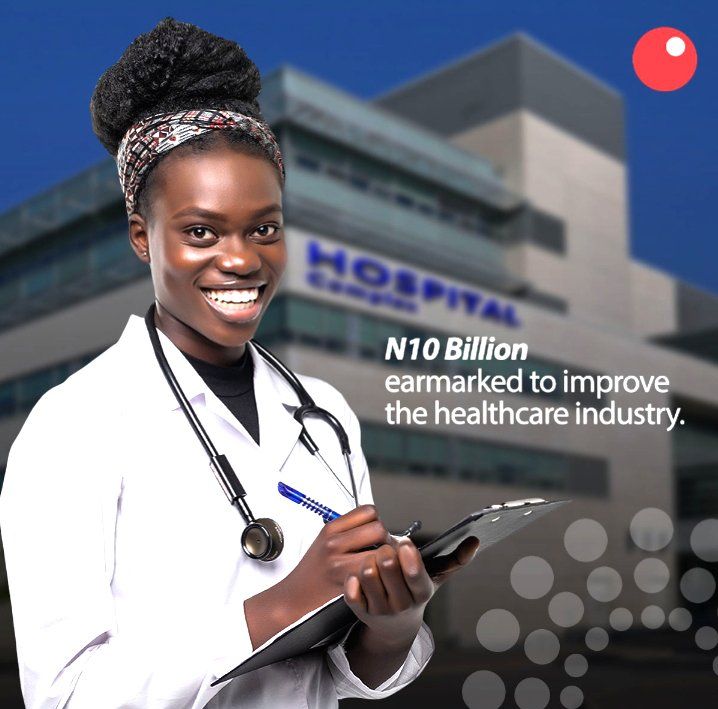 HOSPITAL
Complex
N10 Billion
earmarked to improve
the healthcare industry.